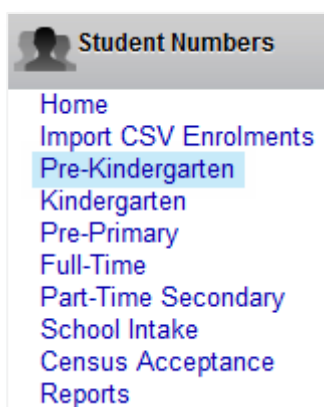 Student Numbers
Home
Import CSV Enrolments
Pre-Kindergarten
Kindergarten
Pre-Primary
Full-Time
Part-Time Secondary
School Intake
Census Acceptance
Reports